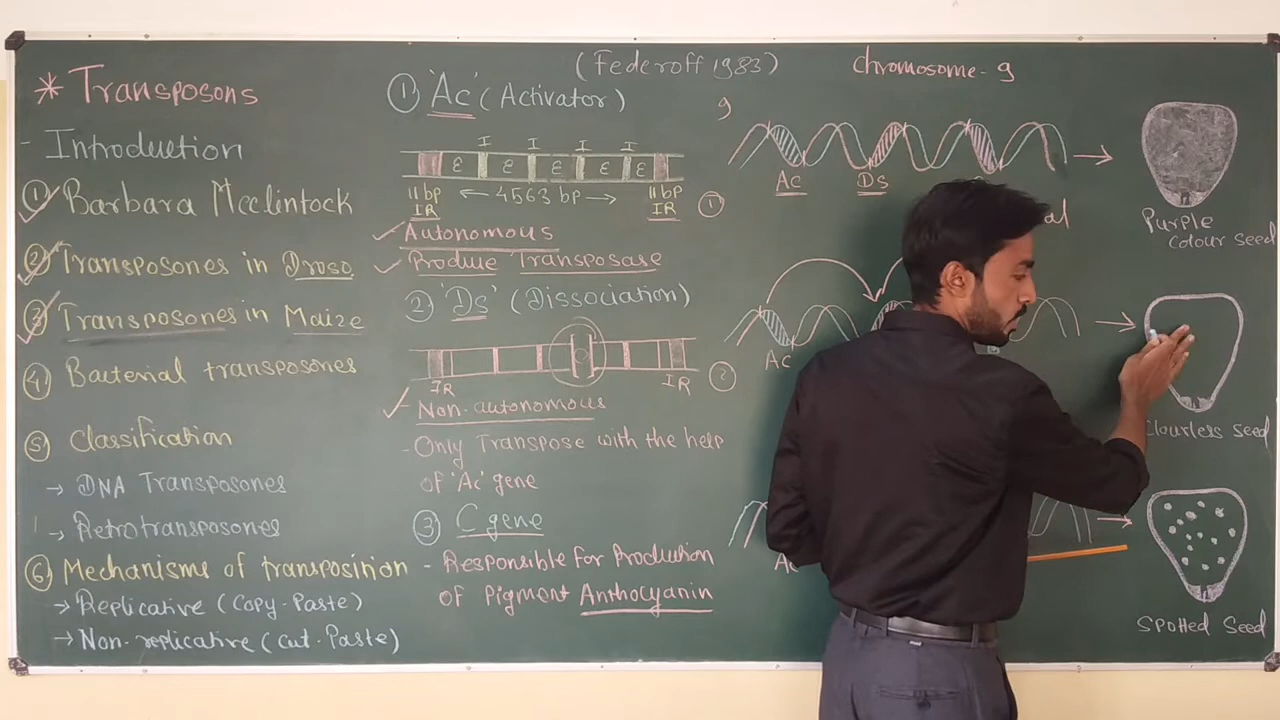 * Transposons
- Introduction
① Barbara Mcclintock
② Transposones in Droso
③ Transposones in Maize
④ Bacterial transposones
⑤ Classification
→ DNA Transposones
→ Retrotransposones
⑥ Mechanisms of transposition
→ Replicative (Copy-Paste)
→ Non-replicative (Cut-Paste)
① 'Ac' (Activator)
I I I I
E E E E E
11bp ← 4563 bp → 11bp
IR IR
Autonomous
Produce Transposase
② 'Ds' (Dissociation)
IR IR
Non-autonomous
- Only Transpose with the help
of 'Ac' gene
③ C gene
- Responsible For Production
of Pigment Anthocyanin
(Federoff 1983)
chromosome-9
9
Ac Ds
①
Purple
Colour seed
②
Ac
seed
Spotted Seed